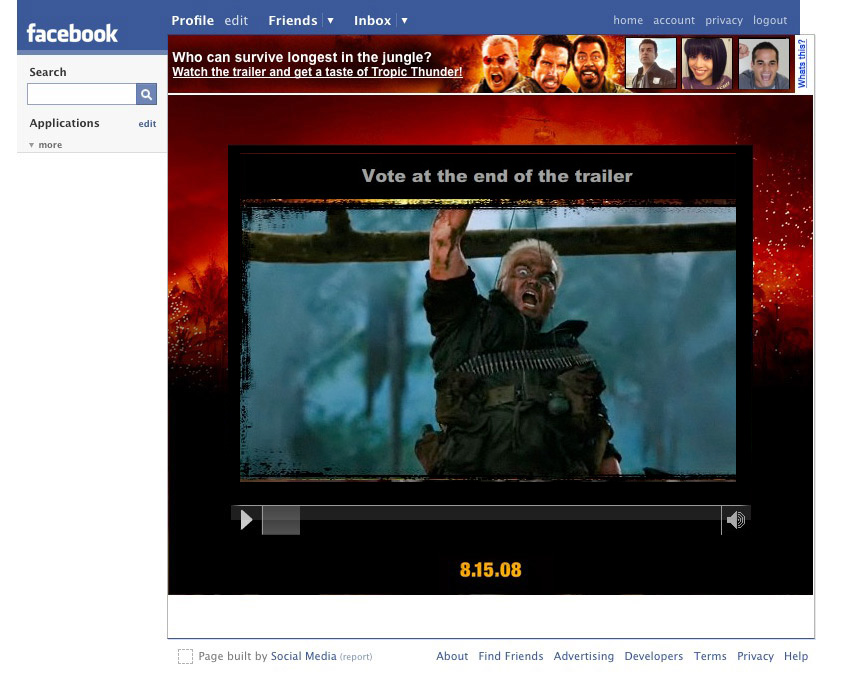 facebook
Profile edit Friends Inbox
home account privacy logout
Search
Applications edit
more
Who can survive longest in the jungle?
Watch the trailer and get a taste of Tropic Thunder!
Whats this?
Vote at the end of the trailer
8.15.08
Page built by Social Media (report)
About Find Friends Advertising Developers Terms Privacy Help